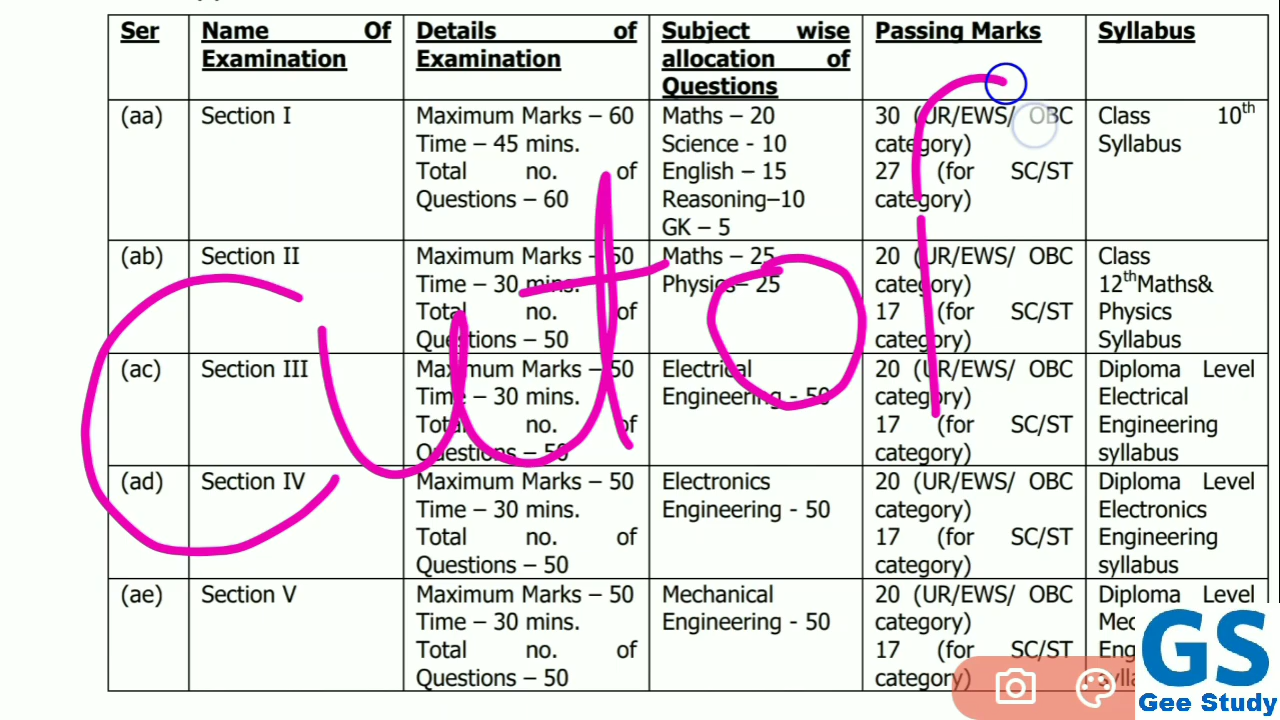 Ser
Name Of
Examination
Details of
Examination
Subject wise
allocation of
Questions
Passing Marks
Syllabus
(aa)
Section I
Maximum Marks – 60
Time – 45 mins.
Total no. of
Questions – 60
Maths – 20
Science - 10
English – 15
Reasoning–10
GK – 5
30 (UR/EWS/ OBC
category)
27 (for SC/ST
category)
Class 10th
Syllabus
(ab)
Section II
Maximum Marks – 50
Time – 30 mins.
Total no. of
Questions – 50
Maths – 25
Physics– 25
20 (UR/EWS/ OBC
category)
17 (for SC/ST
category)
Class
12thMaths&
Physics
Syllabus
(ac)
Section III
Maximum Marks – 50
Time – 30 mins.
Total no. of
Questions – 50
Electrical
Engineering - 50
20 (UR/EWS/ OBC
category)
17 (for SC/ST
category)
Diploma Level
Electrical
Engineering
syllabus
(ad)
Section IV
Maximum Marks – 50
Time – 30 mins.
Total no. of
Questions – 50
Electronics
Engineering - 50
20 (UR/EWS/ OBC
category)
17 (for SC/ST
category)
Diploma Level
Electronics
Engineering
syllabus
(ae)
Section V
Maximum Marks – 50
Time – 30 mins.
Total no. of
Questions – 50
Mechanical
Engineering - 50
20 (UR/EWS/ OBC
category)
17 (for SC/ST
category)
Diploma Level
Cut of
GS
Gee Study